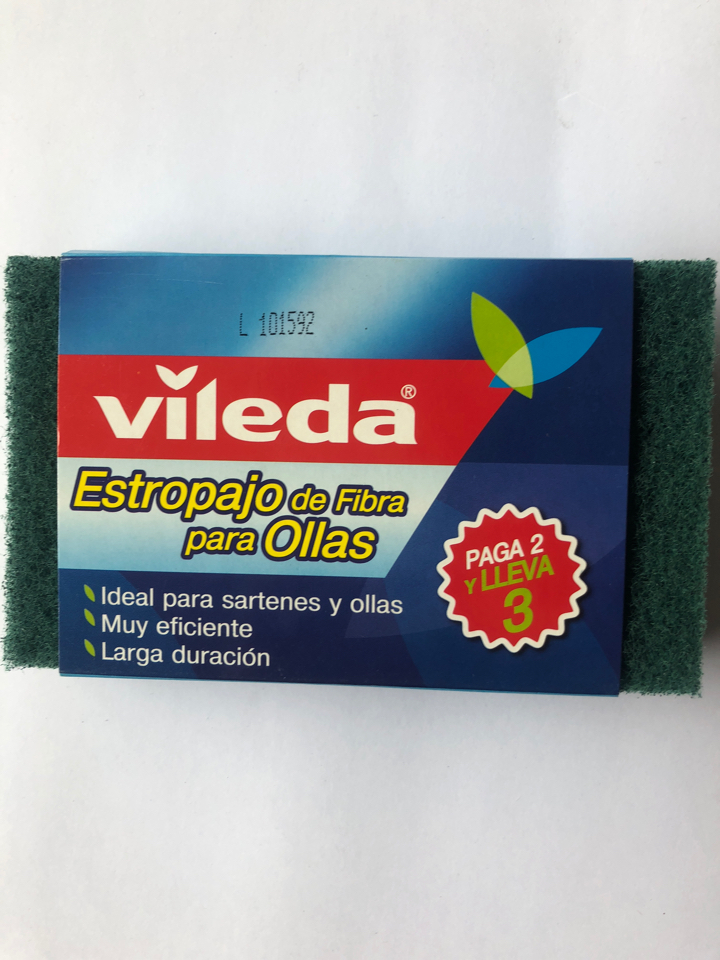 L 101592
vileda®
Estropajo de Fibra
para Ollas
Ideal para sartenes y ollas
Muy eficiente
Larga duración
PAGA 2
Y LLEVA
3